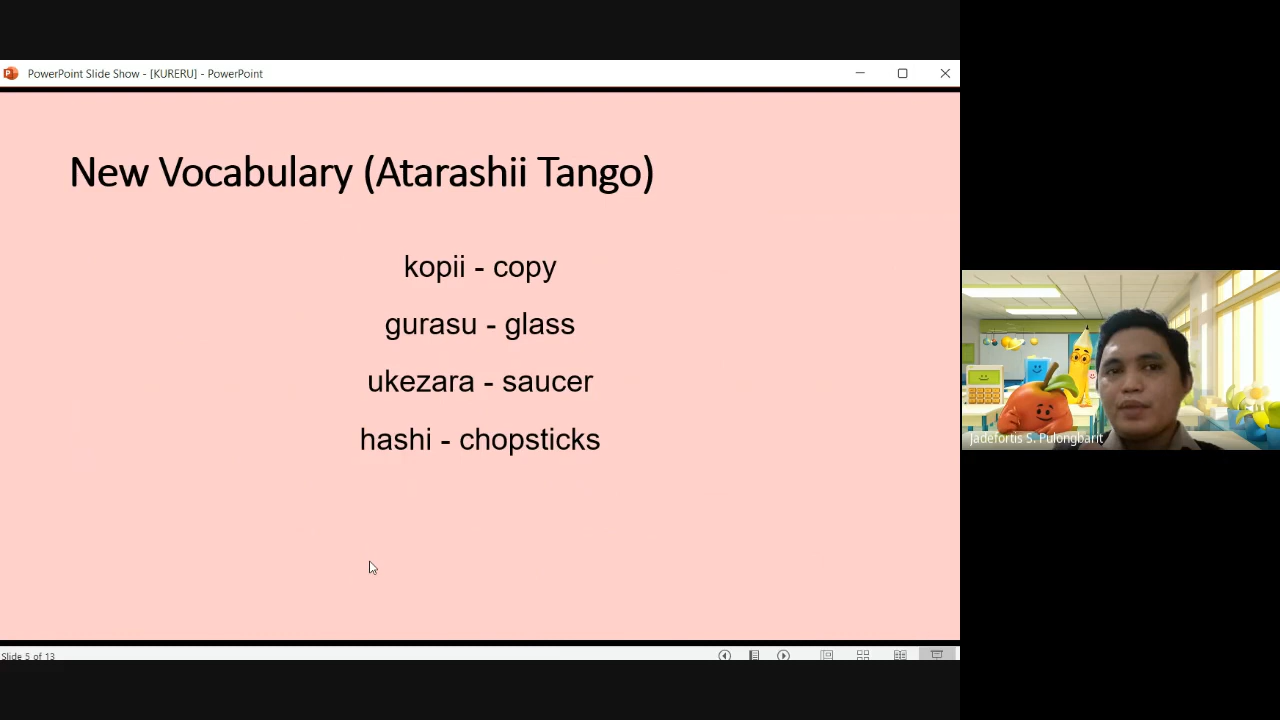 PowerPoint Slide Show - [KURERU] - PowerPoint
New Vocabulary (Atarashii Tango)
kopii - copy
gurasu - glass
ukezara - saucer
hashi - chopsticks
Jadefortis S. Pulongbarit
Slide 5 of 13